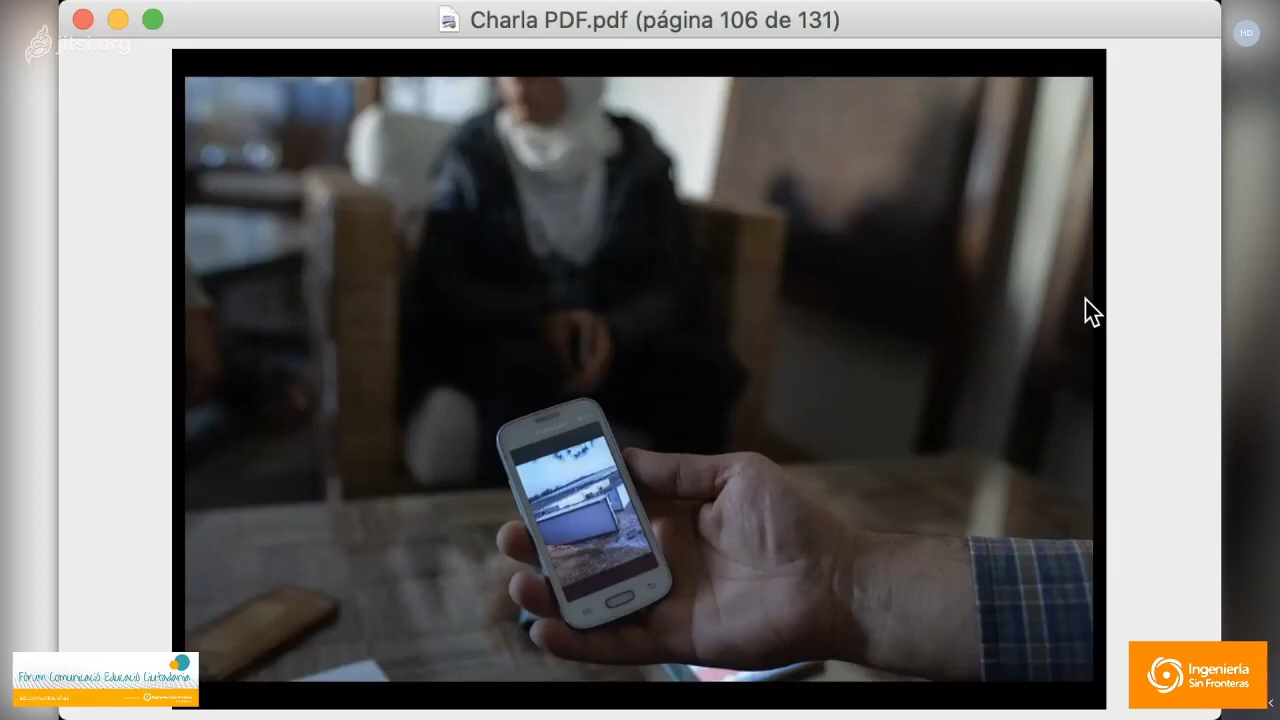 Charla PDF.pdf (página 106 de 131)
jitsi.org
HD
Fòrum Comunicació Educació Ciutadania
Ingeniería
Sin Fronteras